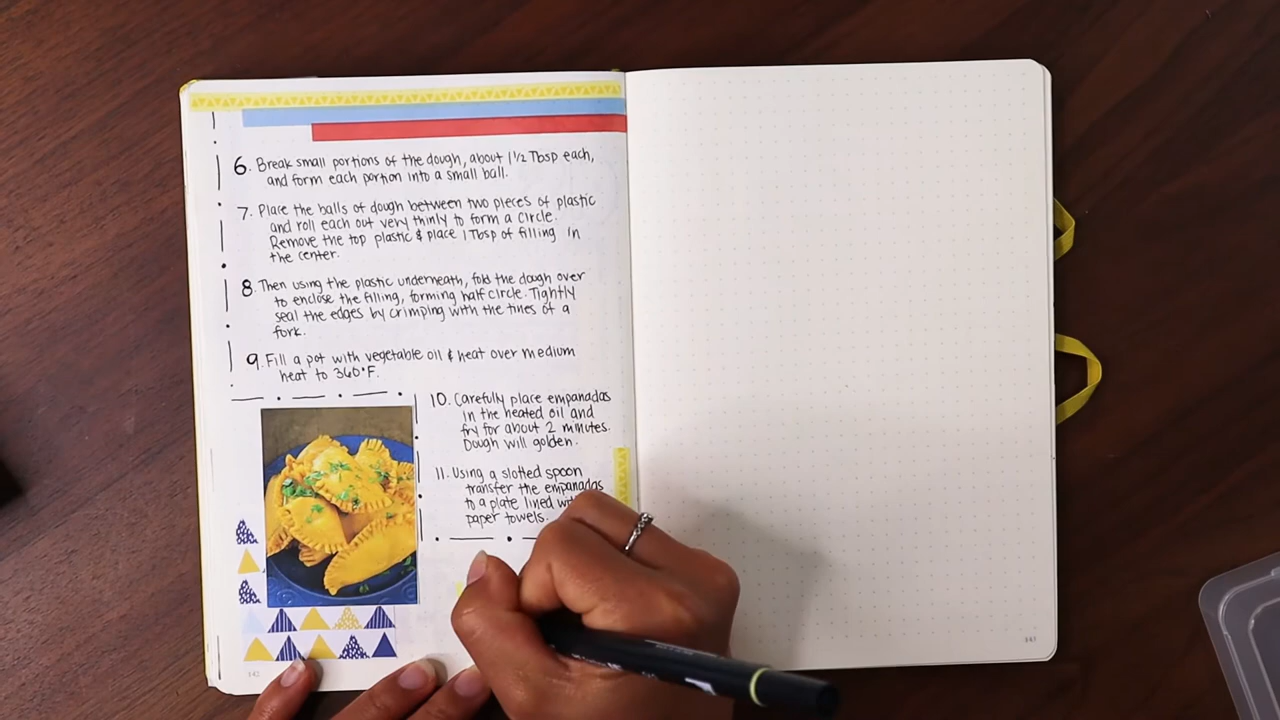 6. Break small portions of the dough, about 1 1/2 Tbsp each,
and form each portion into a small ball.
7. Place the balls of dough between two pieces of plastic
and roll each out very thinly to form a circle.
Remove the top plastic & place 1 Tbsp of filling in
the center.
8. Then using the plastic underneath, fold the dough over
to enclose the filling, forming half circle. Tightly
seal the edges by crimping with the tines of a
fork.
9. Fill a pot with vegetable oil & heat over medium
heat to 360°F.
10. Carefully place empanadas
in the heated oil and
fry for about 2 minutes.
Dough will golden.
11. Using a slotted spoon
transfer the empanadas
to a plate lined
paper towels.